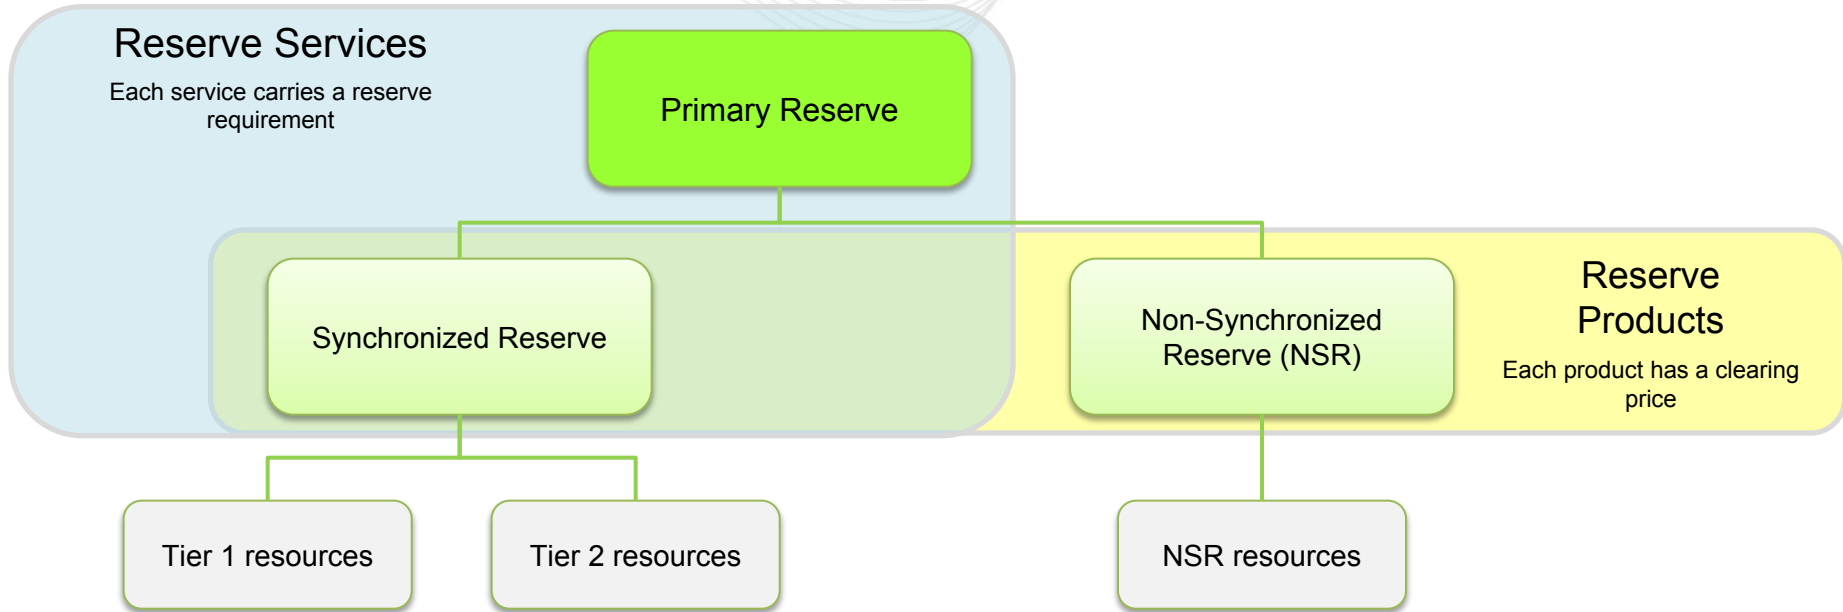 Reserve Services
Each service carries a reserve
requirement
Primary Reserve
Synchronized Reserve
Non-Synchronized
Reserve (NSR)
Reserve
Products
Each product has a clearing
price
Tier 1 resources
Tier 2 resources
NSR resources